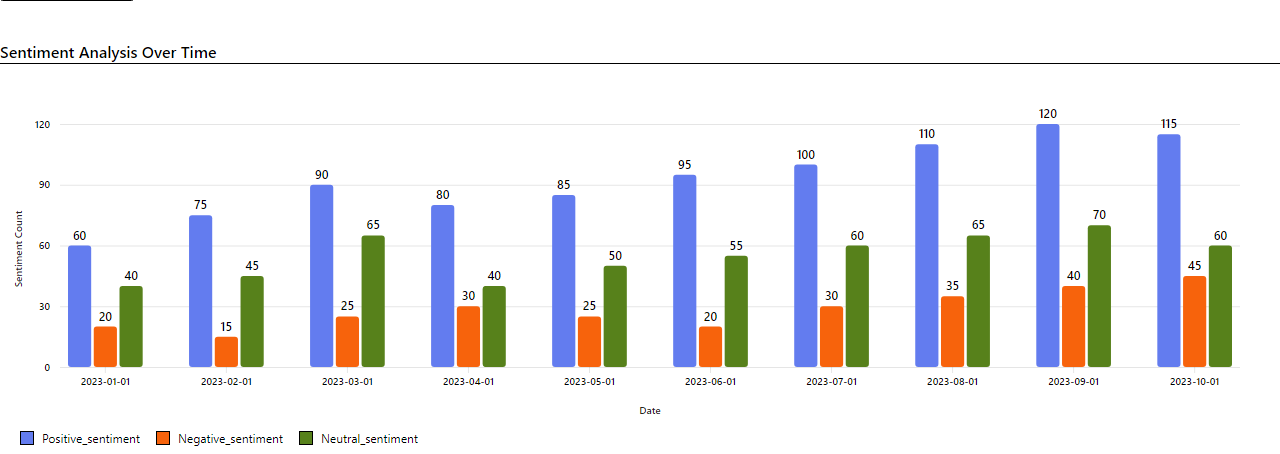 Sentiment Analysis Over Time
120
90
60
30
0
Sentiment Count
60 20 40
75 15 45
90 25 65
80 30 40
85 25 50
95 20 55
100 30 60
110 35 65
120 40 70
115 45 60
2023-01-01 2023-02-01 2023-03-01 2023-04-01 2023-05-01 2023-06-01 2023-07-01 2023-08-01 2023-09-01 2023-10-01
Date
Positive_sentiment Negative_sentiment Neutral_sentiment